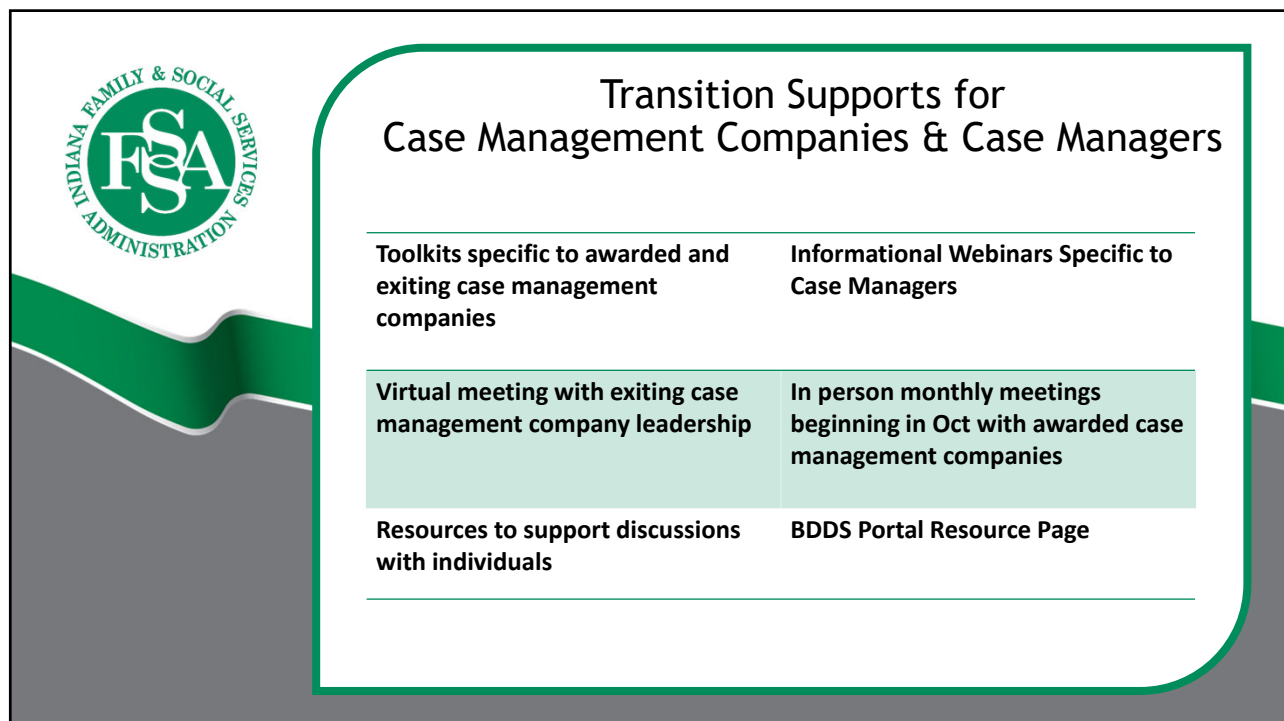 INDIANA FAMILY & SOCIAL SERVICES
ADMINISTRATION
FSSA
Transition Supports for
Case Management Companies & Case Managers
Toolkits specific to awarded and
exiting case management
companies
Informational Webinars Specific to
Case Managers
Virtual meeting with exiting case
management company leadership
In person monthly meetings
beginning in Oct with awarded case
management companies
Resources to support discussions
with individuals
BDDS Portal Resource Page